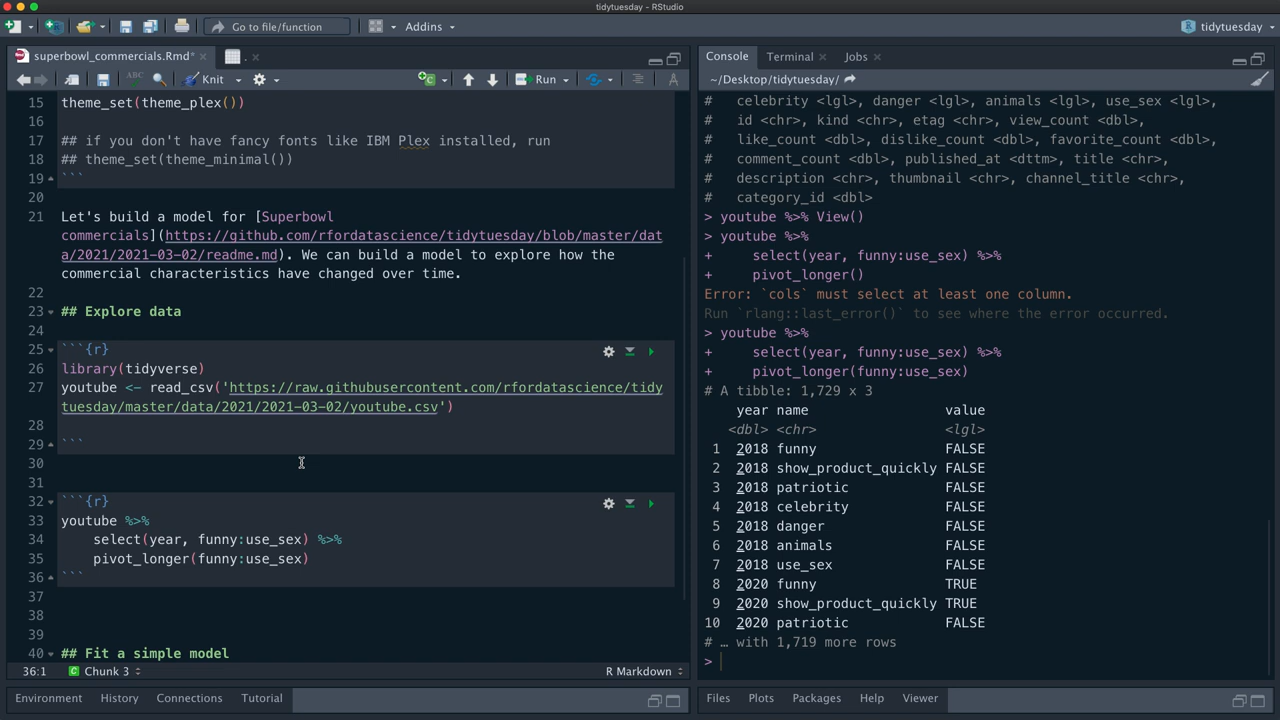 tidytuesday - RStudio
Go to file/function
Addins
tidytuesday
superbowl_commercials.Rmd*
.
ABC
Knit
Run
15 theme_set(theme_plex())
16
17 ## if you don't have fancy fonts like IBM Plex installed, run
18 ## theme_set(theme_minimal())
19 ```
20
21 Let's build a model for [Superbowl
commercials](https://github.com/rfordatascience/tidytuesday/blob/master/dat
a/2021/2021-03-02/readme.md). We can build a model to explore how the
commercial characteristics have changed over time.
22
23 ## Explore data
24
25 ```{r}
26 library(tidyverse)
27 youtube <- read_csv('https://raw.githubusercontent.com/rfordatascience/tidy
tuesday/master/data/2021/2021-03-02/youtube.csv')
28
29 ```
30
31
32 ```{r}
33 youtube %>%
34 select(year, funny:use_sex) %>%
35 pivot_longer(funny:use_sex)
36 ```
37
38
39
40 ## Fit a simple model
36:1 Chunk 3 R Markdown
Environment History Connections Tutorial
Console Terminal Jobs
~/Desktop/tidytuesday/
# celebrity <lgl>, danger <lgl>, animals <lgl>, use_sex <lgl>,
# id <chr>, kind <chr>, etag <chr>, view_count <dbl>,
# like_count <dbl>, dislike_count <dbl>, favorite_count <dbl>,
# comment_count <dbl>, published_at <dttm>, title <chr>,
# description <chr>, thumbnail <chr>, channel_title <chr>,
# category_id <dbl>
> youtube %>% View()
> youtube %>%
+ select(year, funny:use_sex) %>%
+ pivot_longer()
Error: `cols` must select at least one column.
Run `rlang::last_error()` to see where the error occurred.
> youtube %>%
+ select(year, funny:use_sex) %>%
+ pivot_longer(funny:use_sex)
# A tibble: 1,729 x 3
year name value
<dbl> <chr> <lgl>
1 2018 funny FALSE
2 2018 show_product_quickly FALSE
3 2018 patriotic FALSE
4 2018 celebrity FALSE
5 2018 danger FALSE
6 2018 animals FALSE
7 2018 use_sex FALSE
8 2020 funny TRUE
9 2020 show_product_quickly TRUE
10 2020 patriotic FALSE
# … with 1,719 more rows
>
Files Plots Packages Help Viewer